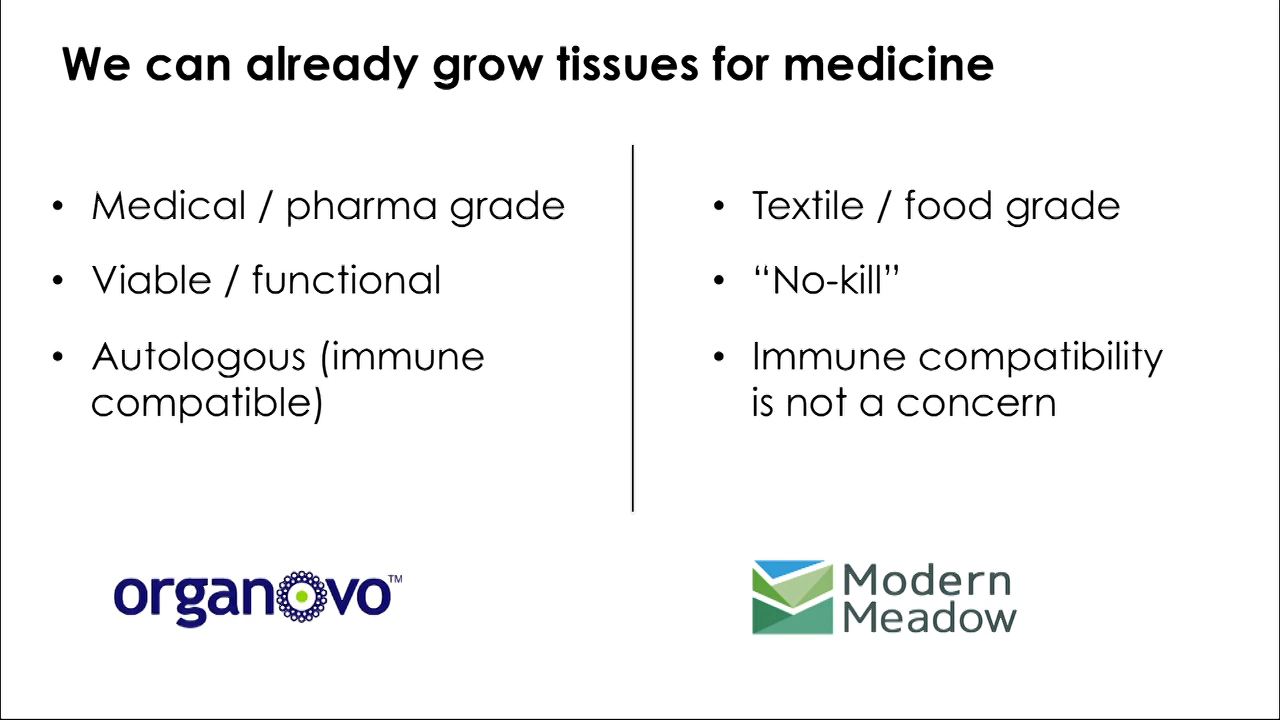 We can already grow tissues for medicine
• Medical / pharma grade
• Viable / functional
• Autologous (immune
compatible)
• Textile / food grade
• “No-kill”
• Immune compatibility
is not a concern
organovo™
Modern
Meadow